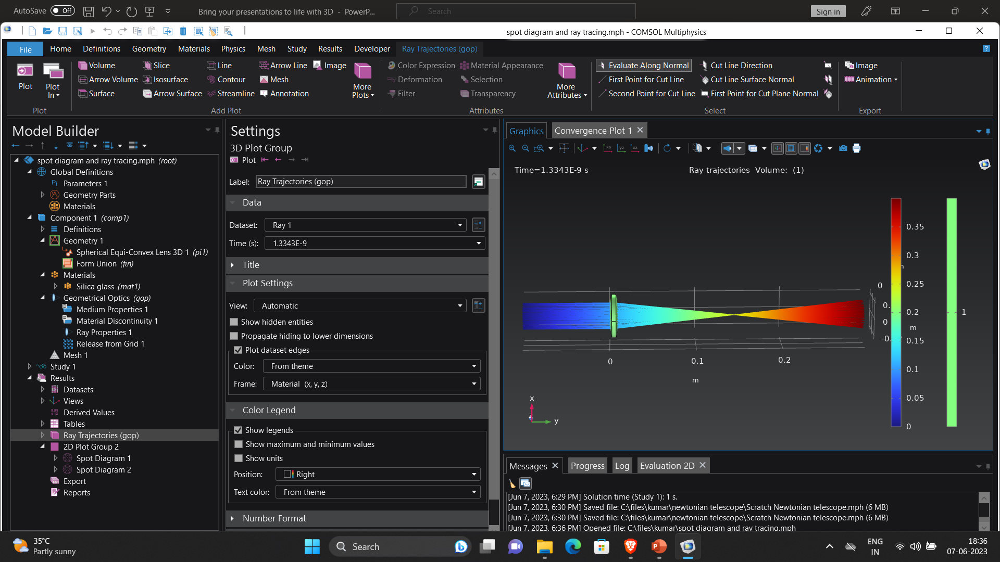 AutoSave Off
Bring your presentations to life with 3D - PowerP...
Search
Sign in
spot diagram and ray tracing.mph - COMSOL Multiphysics
File Home Definitions Geometry Materials Physics Mesh Study Results Developer Ray Trajectories (gop)
Plot
Plot In
Plot
Volume
Arrow Volume
Surface
Slice
Isosurface
Arrow Surface
Line
Contour
Streamline
Arrow Line
Mesh
Annotation
Image
More Plots
Add Plot
Color Expression
Deformation
Filter
Material Appearance
Selection
Transparency
More Attributes
Attributes
Evaluate Along Normal
First Point for Cut Line
Second Point for Cut Line
Cut Line Direction
Cut Line Surface Normal
First Point for Cut Plane Normal
Select
Image
Animation
Export
Model Builder
spot diagram and ray tracing.mph (root)
Global Definitions
Pi Parameters 1
Geometry Parts
Materials
Component 1 (comp1)
Definitions
Geometry 1
Spherical Equi-Convex Lens 3D 1 (pi1)
Form Union (fin)
Materials
Silica glass (mat1)
Geometrical Optics (gop)
Medium Properties 1
Material Discontinuity 1
Ray Properties 1
Release from Grid 1
Mesh 1
Study 1
Results
Datasets
Views
Derived Values
Tables
Ray Trajectories (gop)
2D Plot Group 2
Spot Diagram 1
Spot Diagram 2
Export
Reports
Settings
3D Plot Group
Plot
Label: Ray Trajectories (gop)
Data
Dataset: Ray 1
Time (s): 1.3343E-9
Title
Plot Settings
View: Automatic
Show hidden entities
Propagate hiding to lower dimensions
Plot dataset edges
Color: From theme
Frame: Material (x, y, z)
Color Legend
Show legends
Show maximum and minimum values
Show units
Position: Right
Text color: From theme
Number Format
Graphics Convergence Plot 1
Time=1.3343E-9 s Ray trajectories Volume: (1)
0.35
0.3
0.25
0.2
m
0.15
0.1
0.05
0
1
0
0.
0
-0.
0 0.1 0.2
m
x
z
y
Messages Progress Log Evaluation 2D
[Jun 7, 2023, 6:29 PM] Solution time (Study 1): 1 s.
[Jun 7, 2023, 6:30 PM] Saved file: C:\files\kumar\newtonian telescope\Scratch Newtonian telescope.mph (6 MB)
[Jun 7, 2023, 6:30 PM] Saved file: C:\files\kumar\newtonian telescope\Scratch Newtonian telescope.mph (6 MB)
[Jun 7, 2023, 6:36 PM] Opened file: C:\files\kumar\spot diagram and ray tracing.mph
35°C
Partly sunny
Search
ENG
IN
18:36
07-06-2023